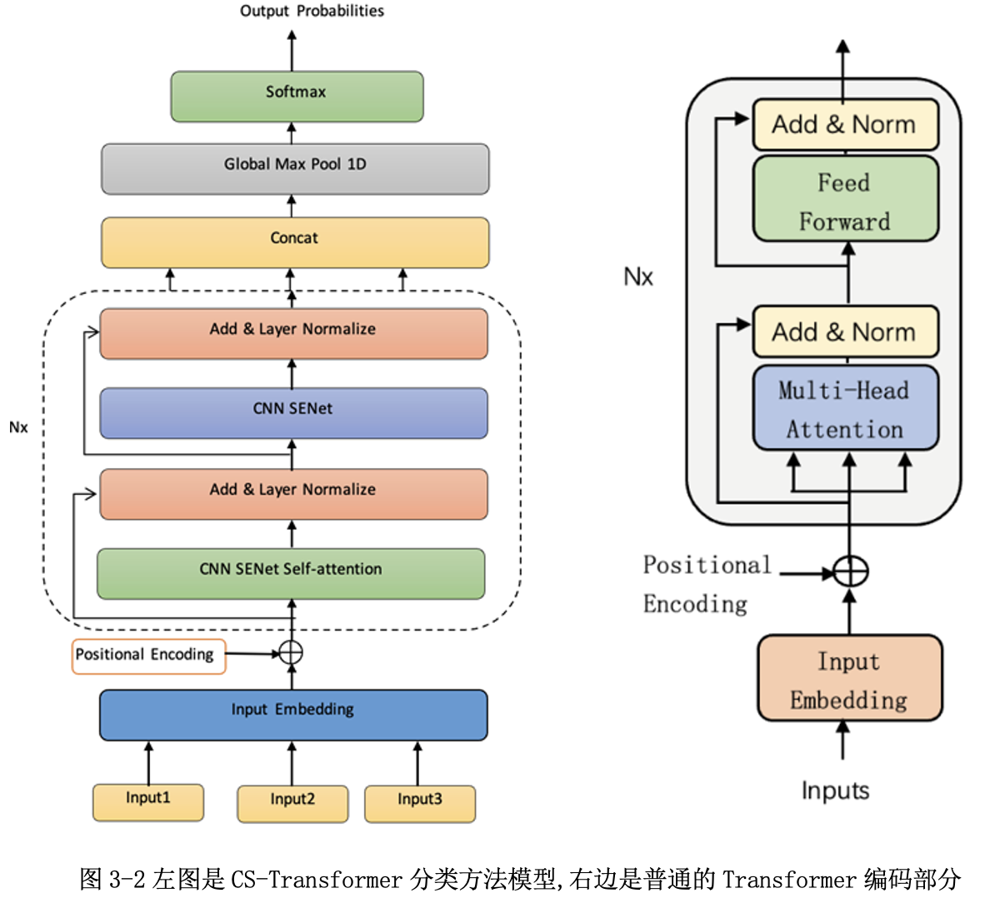 Output Probabilities
Softmax
Global Max Pool 1D
Concat
Add & Layer Normalize
CNN SENet
Nx
Add & Layer Normalize
CNN SENet Self-attention
Positional Encoding
Input Embedding
Input1
Input2
Input3
Add & Norm
Feed
Forward
Nx
Add & Norm
Multi-Head
Attention
Positional
Encoding
Input
Embedding
Inputs
图 3-2 左图是 CS-Transformer 分类方法模型,右边是普通的 Transformer 编码部分